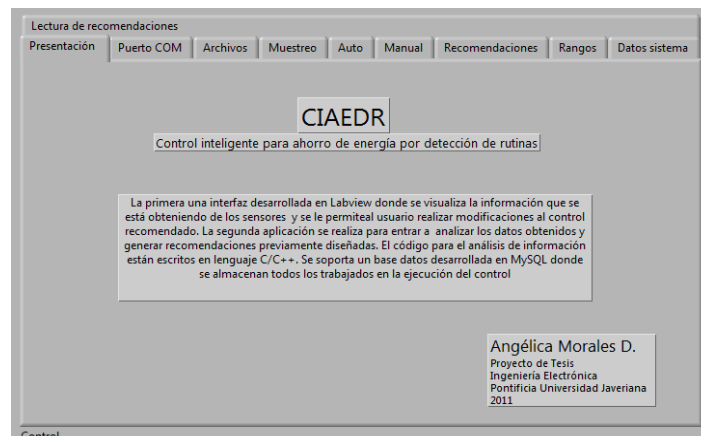 Lectura de recomendaciones
Presentación Puerto COM Archivos Muestreo Auto Manual Recomendaciones Rangos Datos sistema
CIAEDR
Control inteligente para ahorro de energía por detección de rutinas
La primera una interfaz desarrollada en Labview donde se visualiza la información que se
está obteniendo de los sensores y se le permiteal usuario realizar modificaciones al control
recomendado. La segunda aplicación se realiza para entrar a analizar los datos obtenidos y
generar recomendaciones previamente diseñadas. El código para el análisis de información
están escritos en lenguaje C/C++. Se soporta un base datos desarrollada en MySQL donde
se almacenan todos los trabajados en la ejecución del control
Angélica Morales D.
Proyecto de Tesis
Ingeniería Electrónica
Pontificia Universidad Javeriana
2011
Control